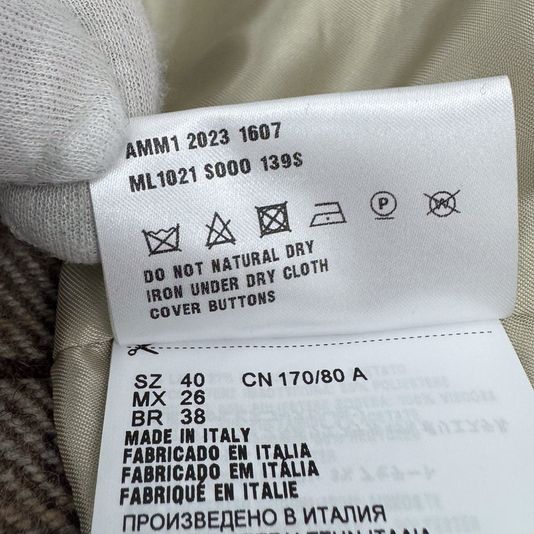 AMM1 2023 1607
ML1021 S000 139S
P W
DO NOT NATURAL DRY
IRON UNDER DRY CLOTH
COVER BUTTONS
SZ 40 CN 170/80 A
MX 26
BR 38
MADE IN ITALY
FABRICADO EN ITALIA
FABRICADO EM ITÁLIA
FABRIQUÉ EN ITALIE
ПРОИЗВЕДЕНО В ИТАЛИЯ